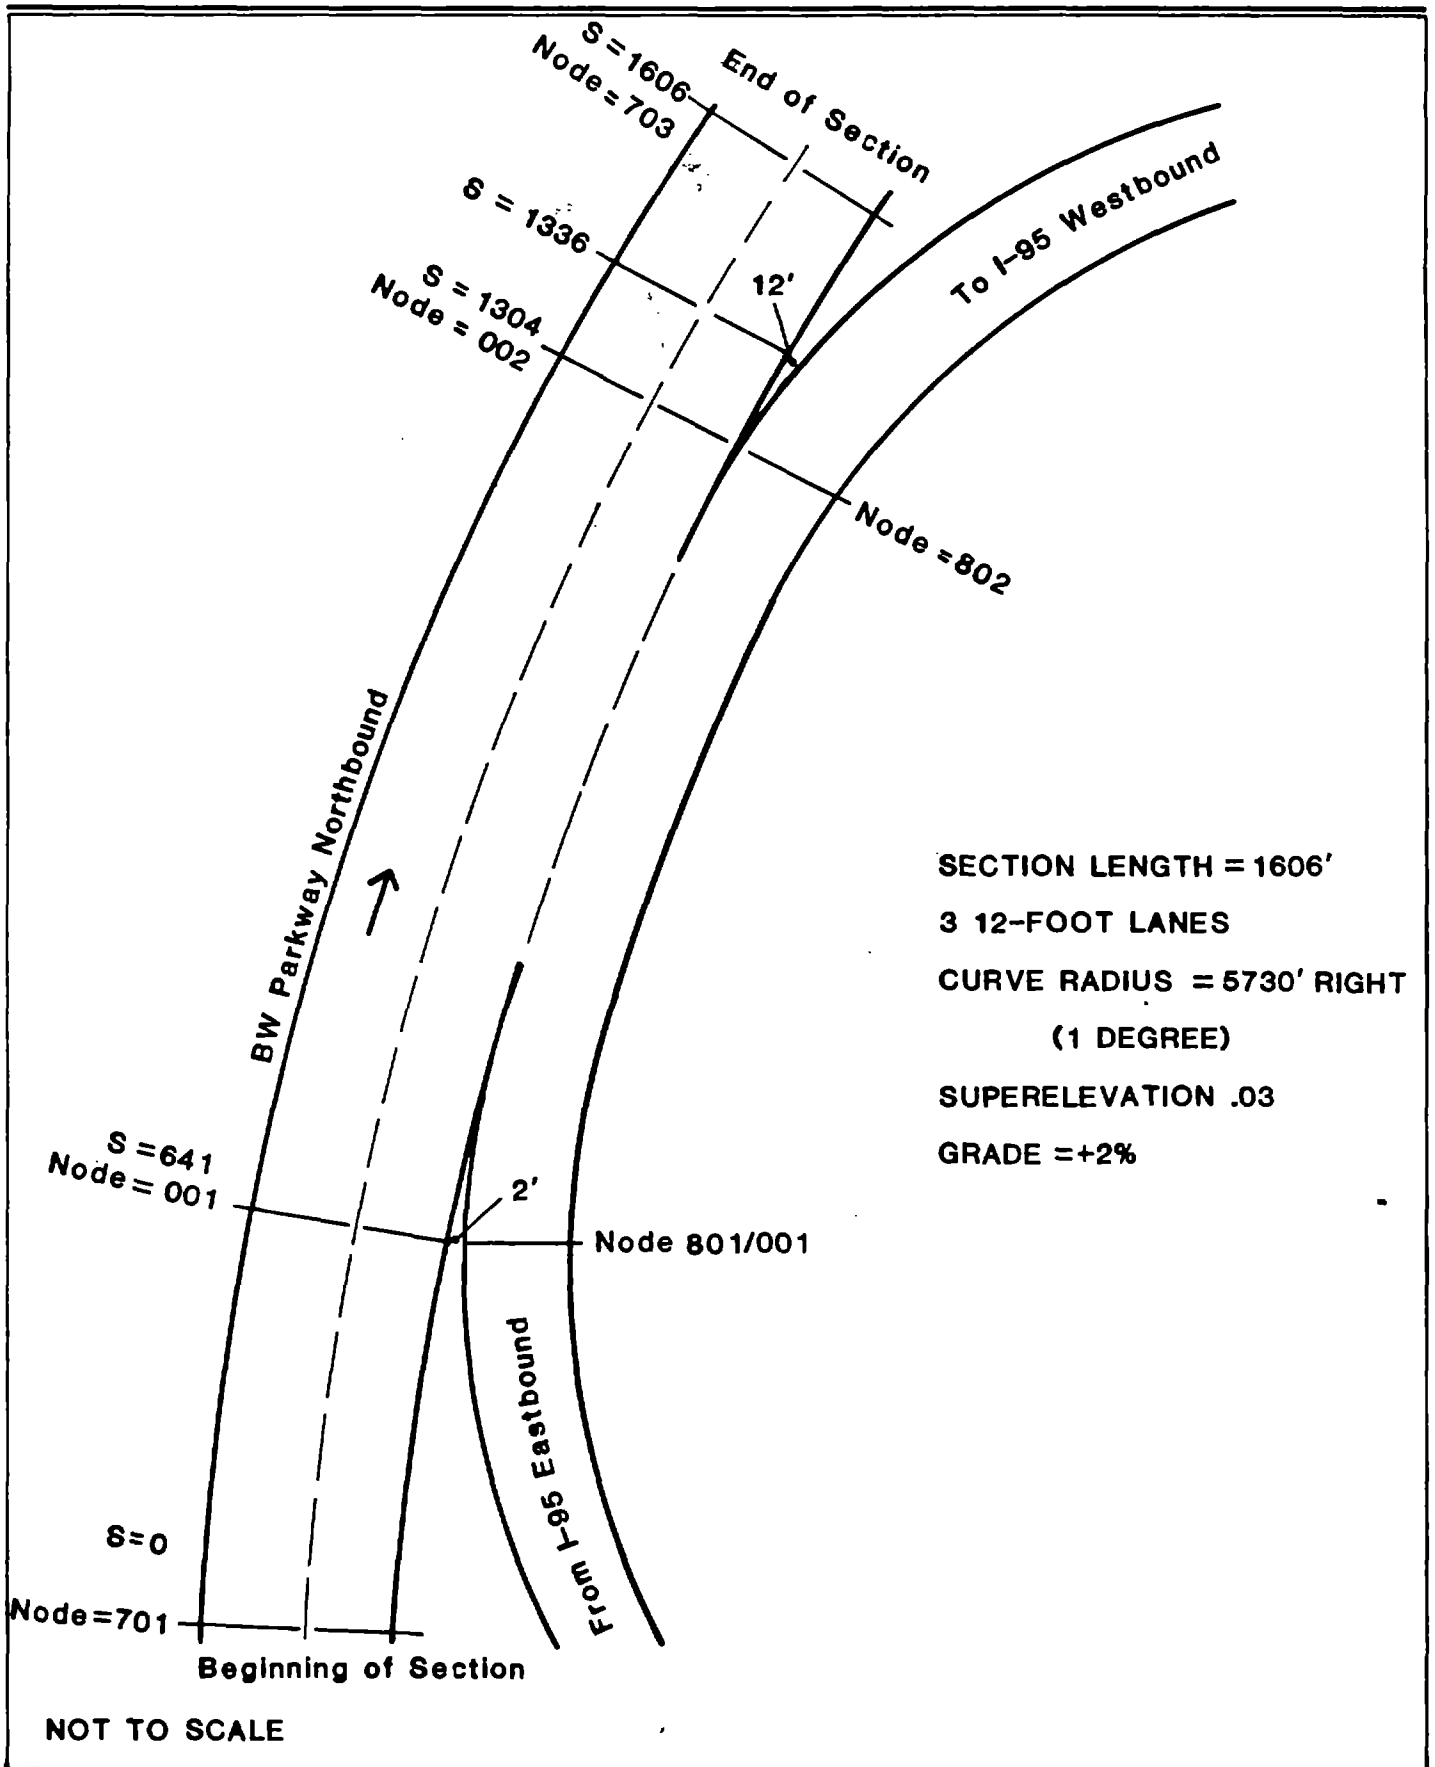 S = 1606
Node = 703
End of Section
To I-95 Westbound
S = 1336
12'
S = 1304
Node = 002
Node = 802
BW Parkway Northbound
SECTION LENGTH = 1606'
3 12-FOOT LANES
CURVE RADIUS = 5730' RIGHT
(1 DEGREE)
SUPERELEVATION .03
GRADE = +2%
S = 641
Node = 001
2'
Node 801/001
From I-95 Eastbound
S=0
Node=701
Beginning of Section
NOT TO SCALE